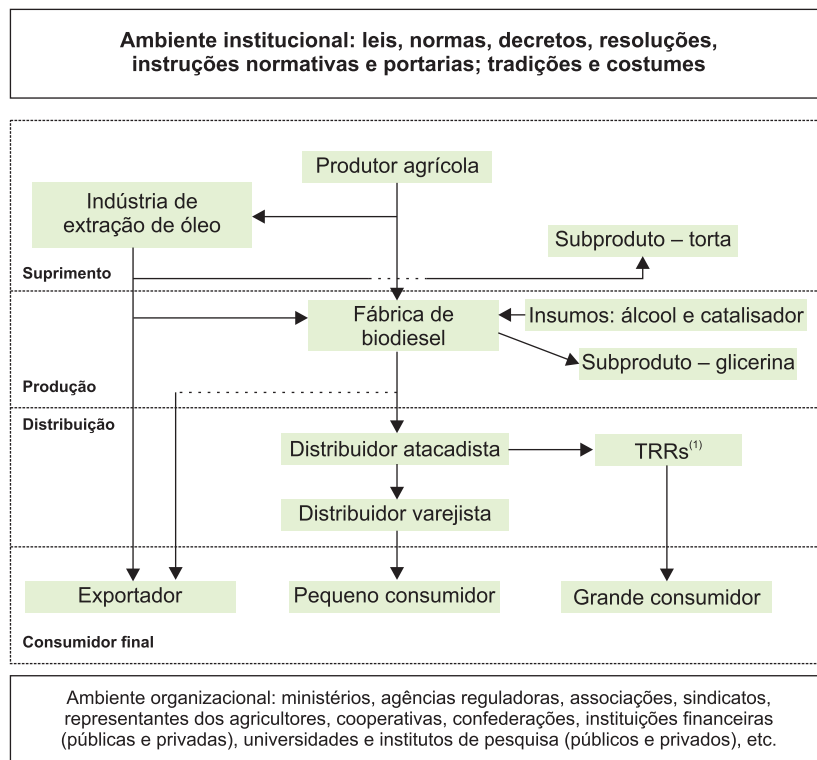 Ambiente institucional: leis, normas, decretos, resoluções,
instruções normativas e portarias; tradições e costumes
Produtor agrícola
Indústria de
extração de óleo
Subproduto – torta
Suprimento
Fábrica de
biodiesel
Insumos: álcool e catalisador
Subproduto – glicerina
Produção
Distribuição
Distribuidor atacadista
TRRs(1)
Distribuidor varejista
Exportador
Pequeno consumidor
Grande consumidor
Consumidor final
Ambiente organizacional: ministérios, agências reguladoras, associações, sindicatos,
representantes dos agricultores, cooperativas, confederações, instituições financeiras
(públicas e privadas), universidades e institutos de pesquisa (públicos e privados), etc.